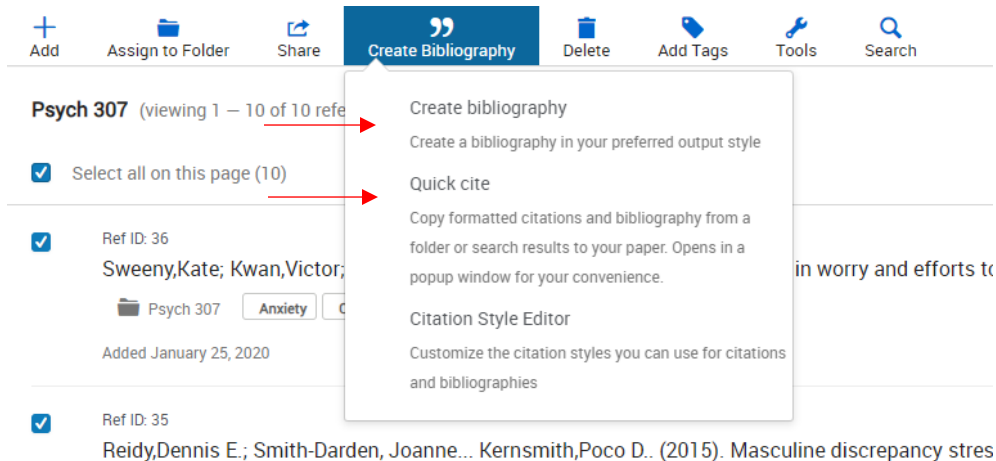 Add Assign to Folder Share Create Bibliography Delete Add Tags Tools Search
Psych 307 (viewing 1 – 10 of 10 refe
Select all on this page (10)
Create bibliography
Create a bibliography in your preferred output style
Quick cite
Copy formatted citations and bibliography from a
folder or search results to your paper. Opens in a
popup window for your convenience.
Citation Style Editor
Customize the citation styles you can use for citations
and bibliographies
Ref ID: 36
Sweeny,Kate; Kwan,Victor; in worry and efforts to
Psych 307 Anxiety
Added January 25, 2020
Ref ID: 35
Reidy,Dennis E.; Smith-Darden, Joanne... Kernsmith,Poco D.. (2015). Masculine discrepancy stres